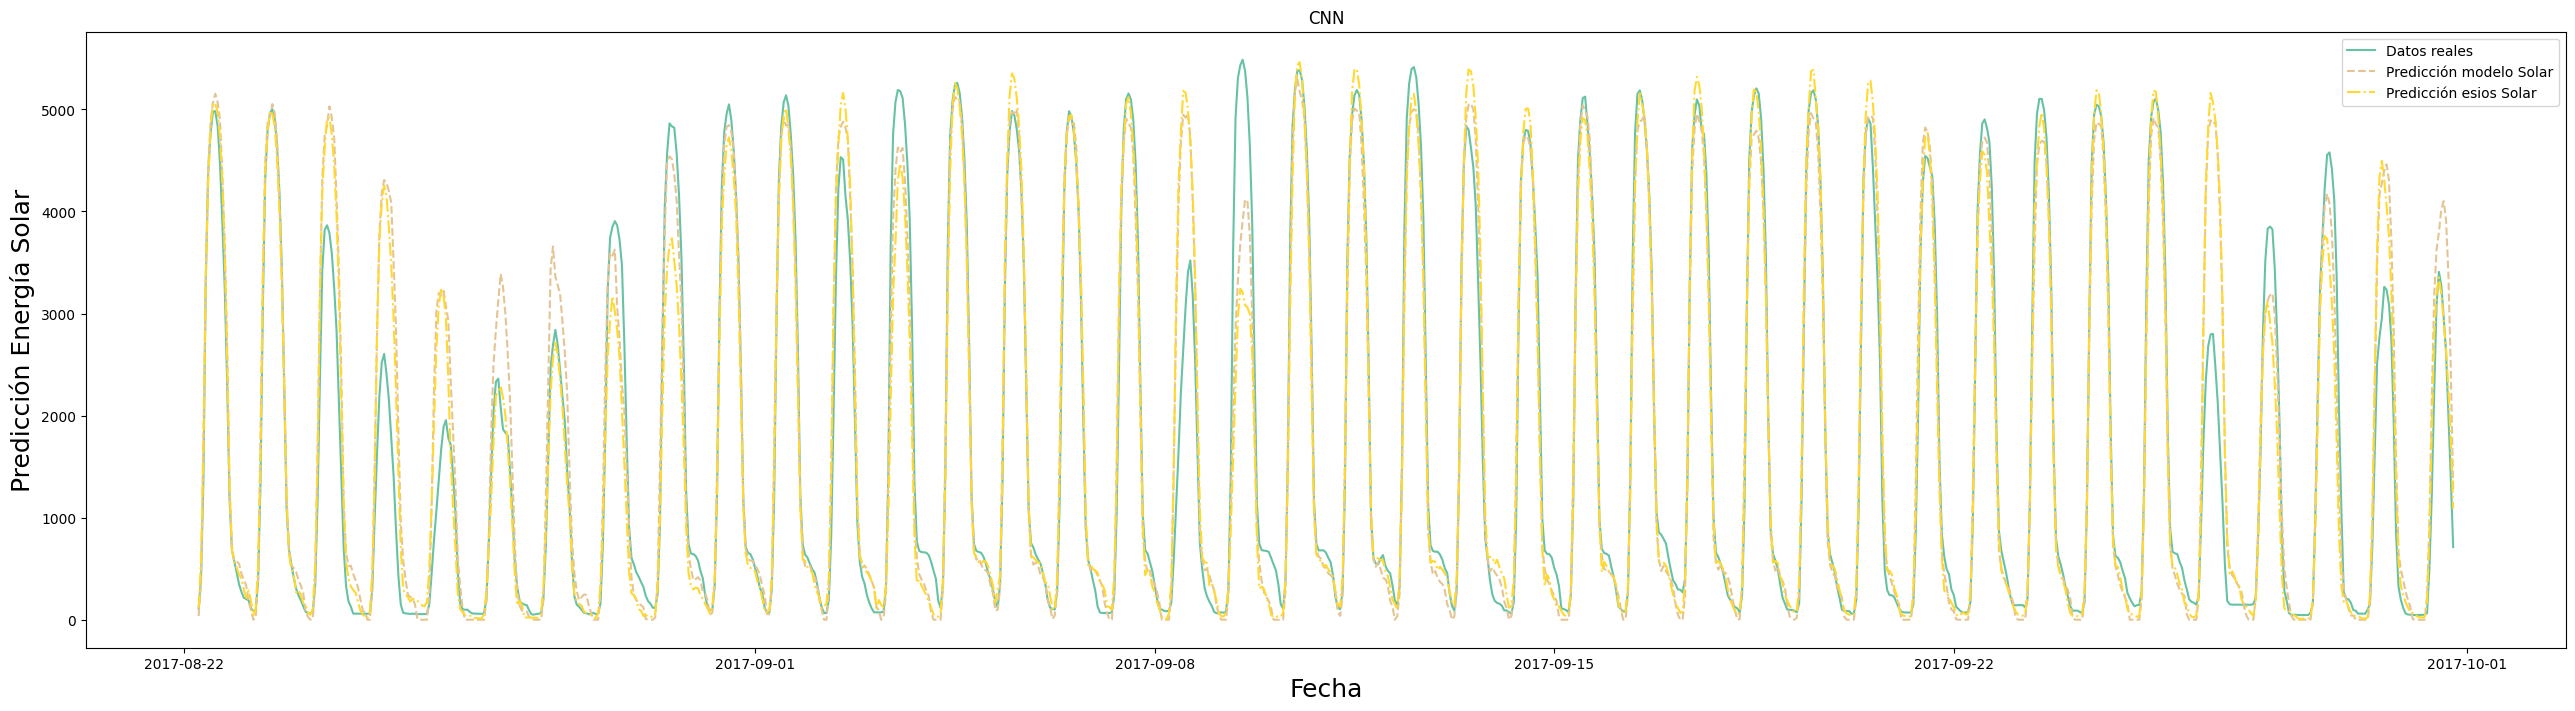 CNN
Datos reales
Predicción modelo Solar
Predicción esios Solar
Predicción Energía Solar
5000
4000
3000
2000
1000
0
2017-08-22
2017-09-01
2017-09-08
2017-09-15
2017-09-22
2017-10-01
Fecha